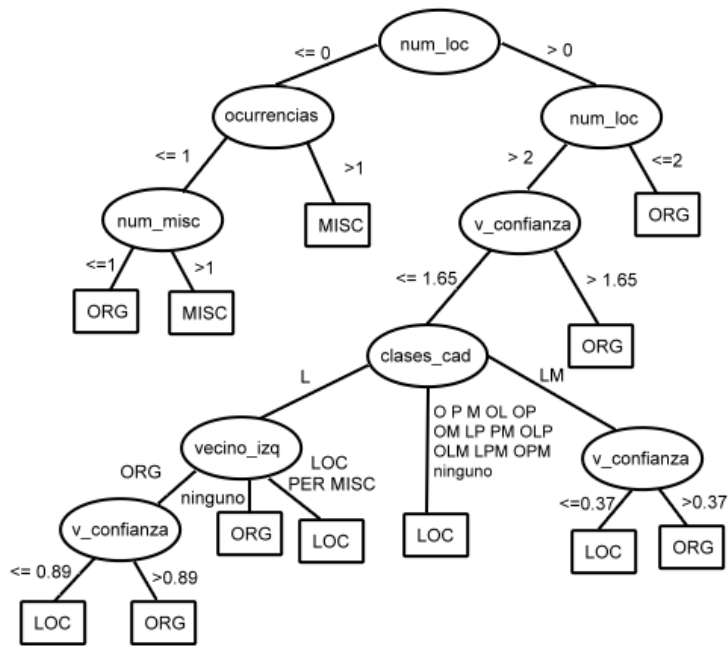 num_loc
<= 0
> 0
ocurrencias
num_loc
<= 1
>1
> 2
<=2
num_misc
MISC
v_confianza
ORG
<=1
>1
<= 1.65
> 1.65
ORG
MISC
clases_cad
ORG
L
O P M OL OP
OM LP PM OLP
OLM LPM OPM
ninguno
LM
vecino_izq
v_confianza
ORG
ninguno
LOC
PER MISC
<=0.37
>0.37
v_confianza
ORG
LOC
LOC
LOC
ORG
<= 0.89
>0.89
LOC
ORG